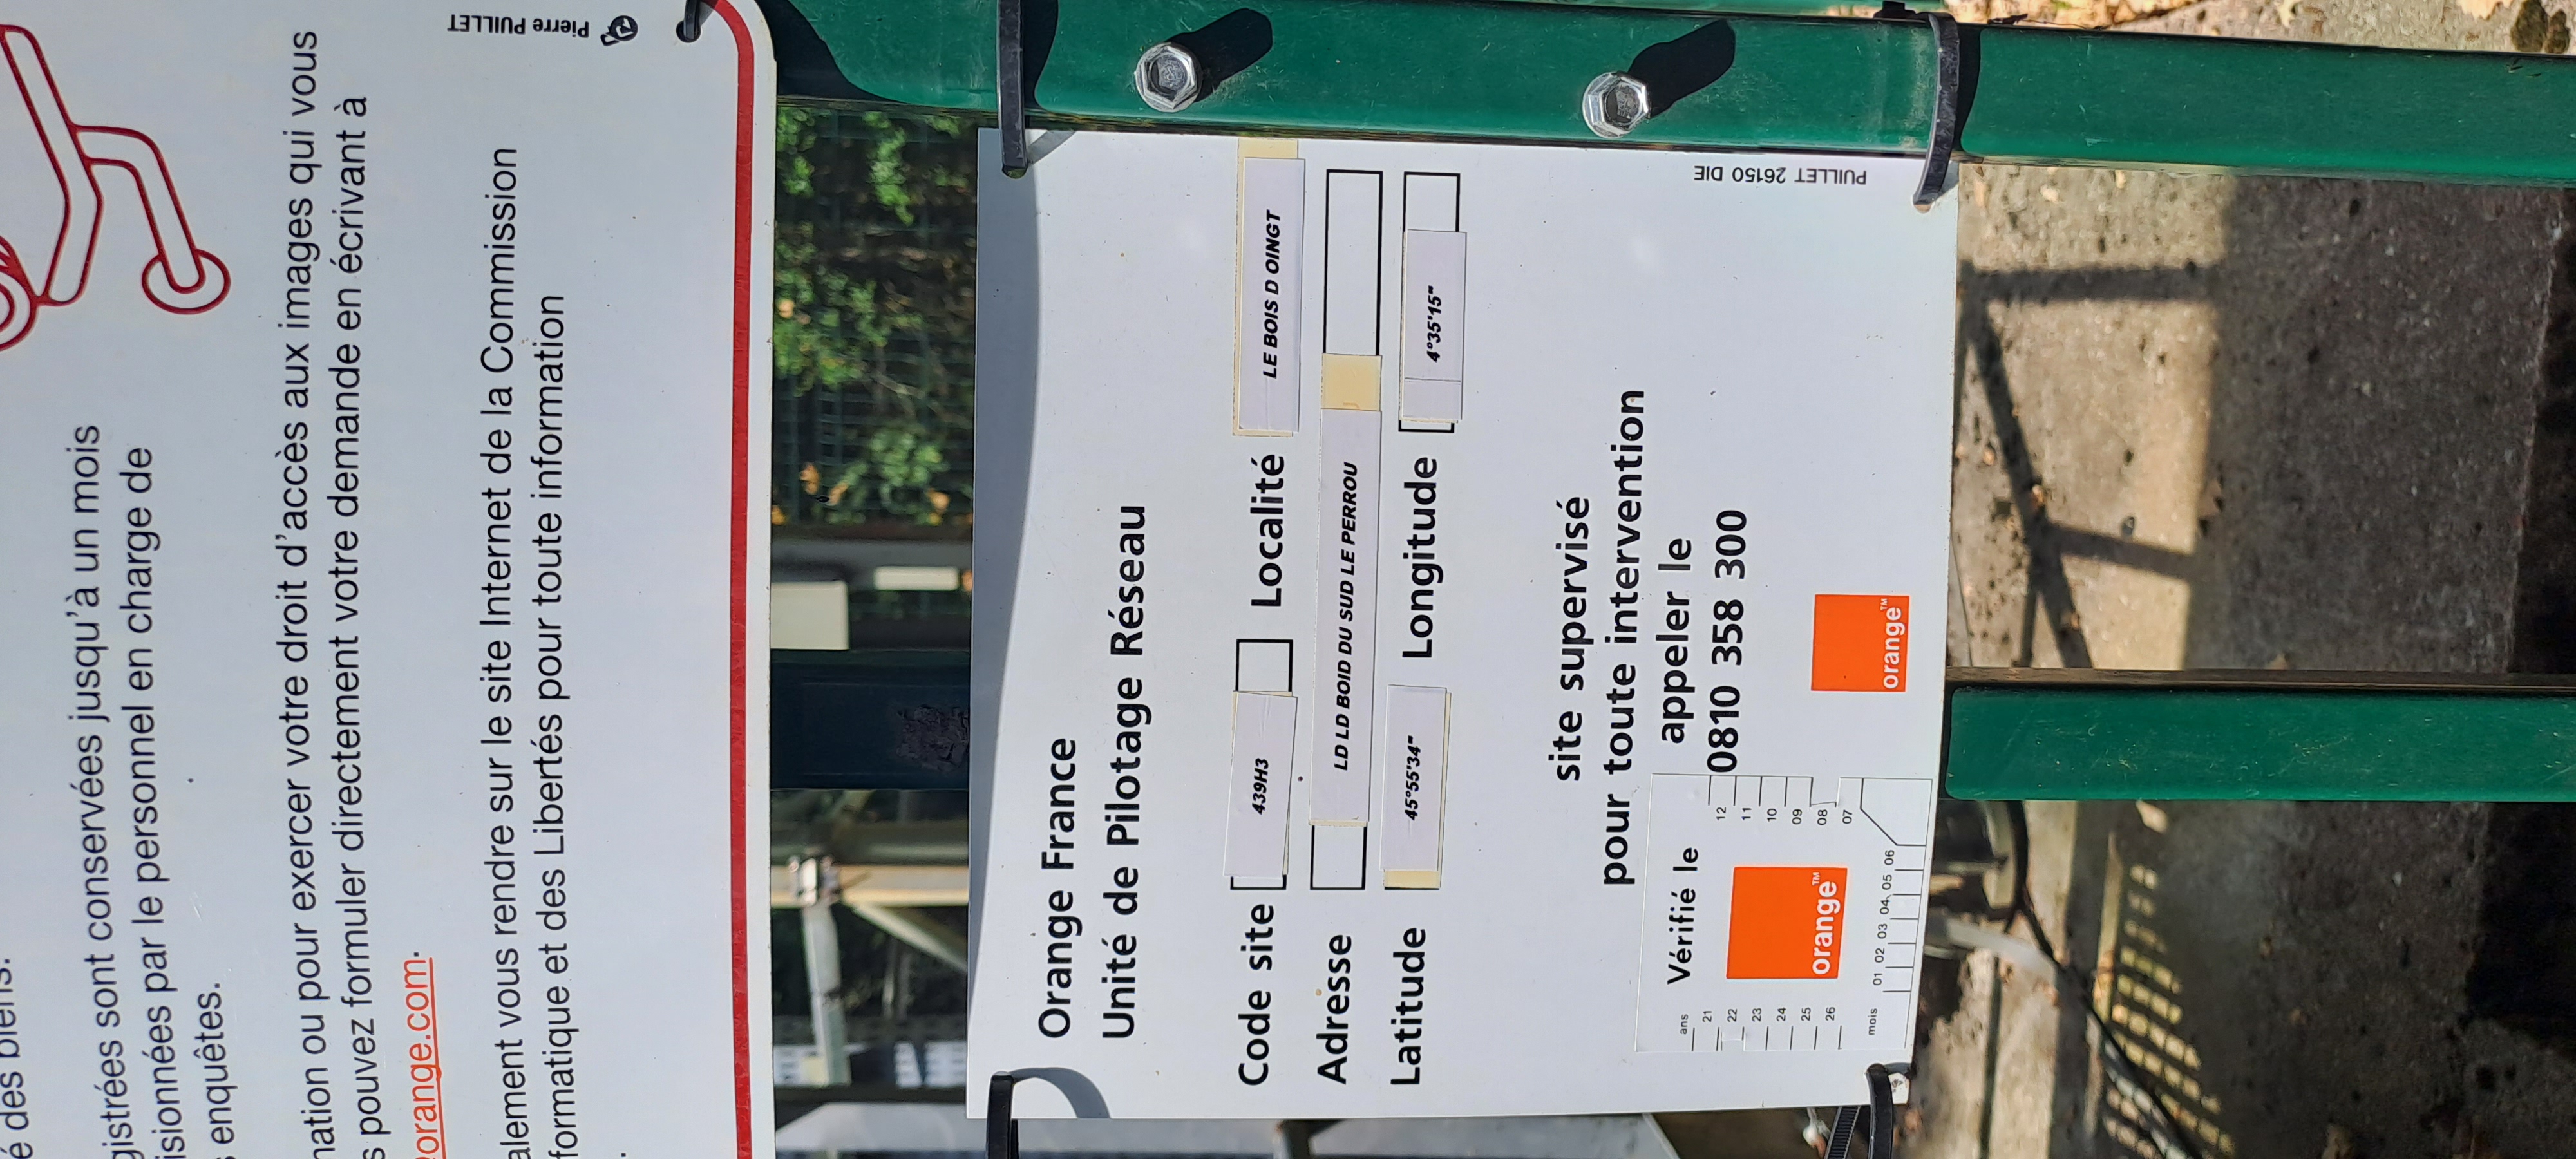 é des biens.
gistrées sont conservées jusqu'à un mois
isionnées par le personnel en charge de
enquêtes.
mation ou pour exercer votre droit d'accès aux images qui vous
s pouvez formuler directement votre demande en écrivant à
orange.com.
alement vous rendre sur le site Internet de la Commission
formatique et des Libertés pour toute information
Pierre PUILLET
Orange France
Unité de Pilotage Réseau
Code site 439H3 Localité LE BOIS D OINGT
Adresse LD LD BOID DU SUD LE PERROU
Latitude 45°55'34" Longitude 4°35'15"
site supervisé
pour toute intervention
appeler le
0810 358 300
orange™
Vérifié le
orange™
ans
21
22
23
24
25
26
mois
01 02 03 04 05 06
07
08
09
10
11
12
PUILLET 26150 DIE